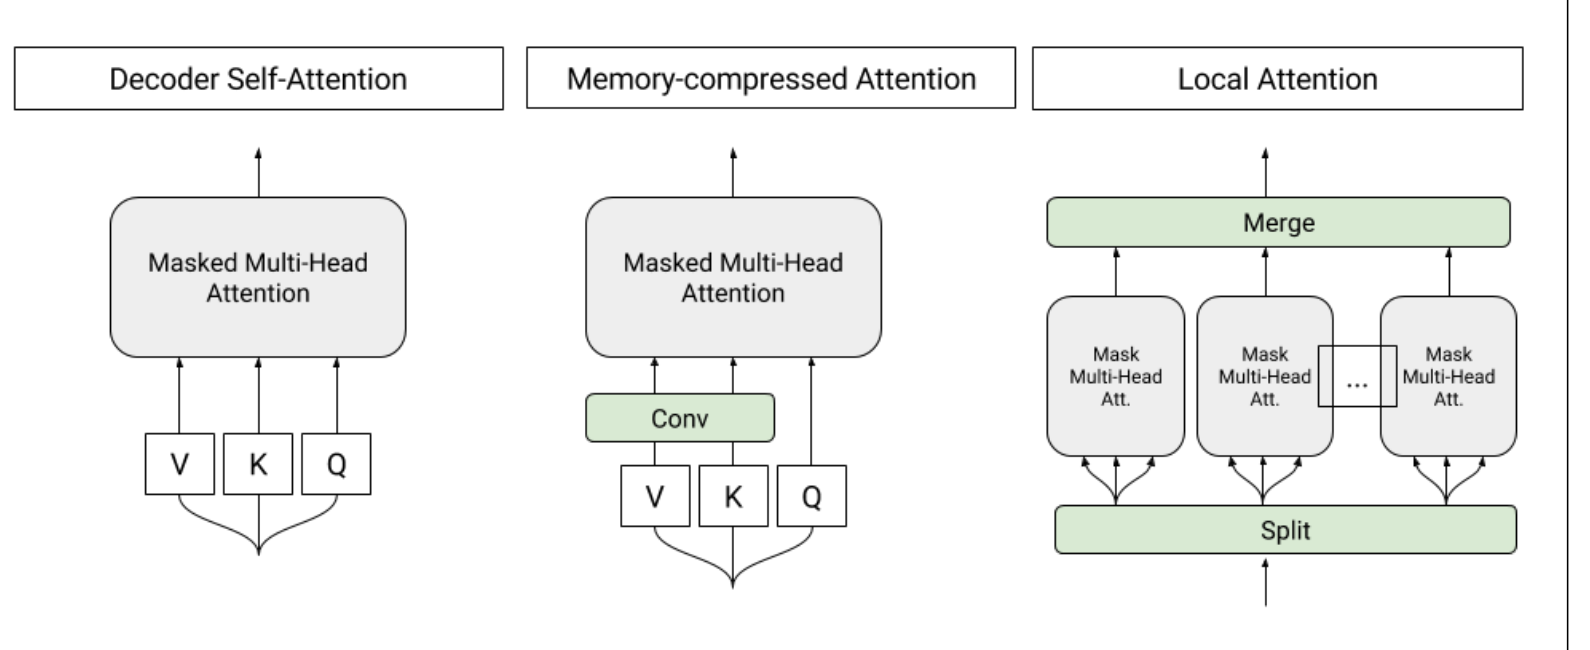 Decoder Self-Attention
Masked Multi-Head
Attention
V
K
Q
Memory-compressed Attention
Masked Multi-Head
Attention
Conv
V
K
Q
Local Attention
Merge
Mask
Multi-Head
Att.
Mask
Multi-Head
Att.
...
Mask
Multi-Head
Att.
Split